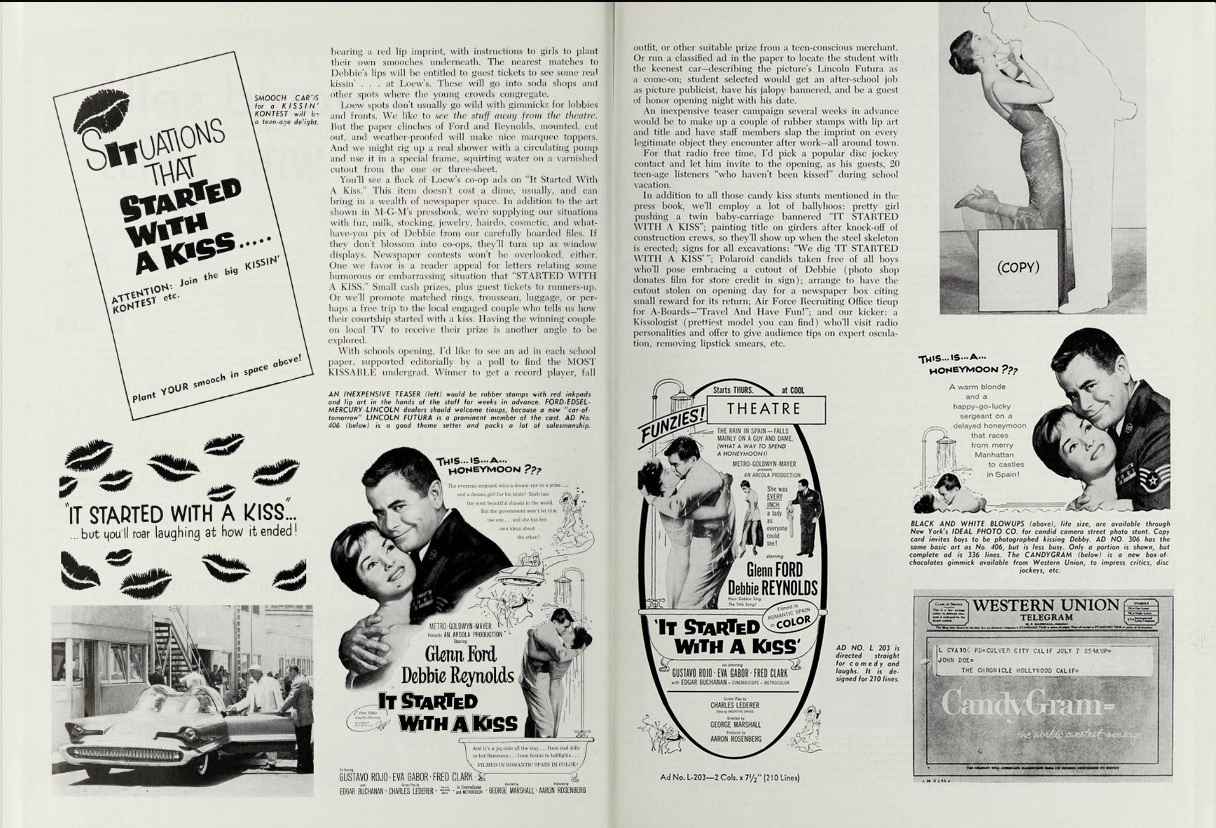 SITUATIONS
THAT
STARTED
WITH
A KISS.....
ATTENTION: Join the big KISSIN'
KONTEST etc.
Plant YOUR smooch in space above!
SMOOCH CARDS
for a KISSIN'
KONTEST will be
a teen-age delight.
"IT STARTED WITH A KISS...
...but you'll roar laughing at how it ended!
bearing a red lip imprint, with instructions to girls to plant
their own smooches underneath. The nearest matches to
Debbie's lips will be entitled to guest tickets to see some real
kissin' . . . at Loew's. These will go into soda shops and
other spots where the young crowds congregate.
Loew spots don't usually go wild with gimmicks for lobbies
and fronts. We like to see the stuff away from the theatre.
But the paper clinches of Ford and Reynolds, mounted, cut
out, and weather-proofed will make nice marquee toppers.
And we might rig up a real shower with a circulating pump
and use it in a special frame, squirting water on a varnished
cutout from the one or three-sheet.
You'll see a flock of Loew's co-op ads on "It Started With
A Kiss." This item doesn't cost a dime, usually, and can
bring in a wealth of newspaper space. In addition to the art
shown in M-G-M's pressbook, we're supplying our situations
with fur, milk, stocking, jewelry, hairdo, cosmetic, and what-
have-you pix of Debbie from our carefully hoarded files. If
they don't blossom into co-ops, they'll turn up as window
displays. Newspaper contests won't be overlooked, either.
One we favor is a reader appeal for letters relating some
humorous or embarrassing situation that "STARTED WITH
A KISS." Small cash prizes, plus guest tickets to runners-up.
Or we'll promote matched rings, trousseau, luggage, or per-
haps a free trip to the local engaged couple who tells us how
their courtship started with a kiss. Having the winning couple
on local TV to receive their prize is another angle to be
explored.
With schools opening, I'd like to see an ad in each school
paper, supported editorially by a poll to find the MOST
KISSABLE undergrad. Winner to get a record player, fall
AN INEXPENSIVE TEASER (left) would be rubber stamps with red inkpads
and lip art in the hands of the staff for weeks in advance. FORD-EDSEL-
MERCURY-LINCOLN dealers should welcome tieups, because a new "car-of-
tomorrow" LINCOLN FUTURA is a prominent member of the cast. AD No.
406 (below) is a good theme setter and packs a lot of salesmanship.
THIS...IS...A...
HONEYMOON ???
METRO-GOLDWYN-MAYER
Presents AN ARCOLA PRODUCTION
Starring
Glenn Ford
Debbie Reynolds
IT STARTED
WITH A KISS
And it's a joy-ride all the way...from cool dolls
to hot flamencos...from fiestas to bullfights...
FILMED IN ROMANTIC SPAIN IN COLOR!
GUSTAVO ROJO · EVA GABOR · FRED CLARK
EDGAR BUCHANAN · CHARLES LEDERER · GEORGE MARSHALL · AARON ROSENBERG
outfit, or other suitable prize from a teen-conscious merchant.
Or run a classified ad in the paper to locate the student with
the keenest car—describing the picture's Lincoln Futura as
a come-on; student selected would get an after-school job
as picture publicist, have his jalopy bannered, and be a guest
of honor opening night with his date.
An inexpensive teaser campaign several weeks in advance
would be to make up a couple of rubber stamps with lip art
and title and have staff members slap the imprint on every
legitimate object they encounter after work—all around town.
For that radio free time, I'd pick a popular disc jockey
contact and let him invite to the opening, as his guests, 20
teen-age listeners "who haven't been kissed" during school
vacation.
In addition to all those candy kiss stunts mentioned in the
press book, we'll employ a lot of ballyhoos: pretty girl
pushing a twin baby-carriage bannered "IT STARTED
WITH A KISS"; painting title on girders after knock-off of
construction crews, so they'll show up when the steel skeleton
is erected; signs for all excavations: "We dig 'IT STARTED
WITH A KISS'"; Polaroid candids taken free of all boys
who'll pose embracing a cutout of Debbie (photo shop
donates film for store credit in sign); arrange to have the
cutout stolen on opening day for a newspaper box citing
small reward for its return; Air Force Recruiting Office tieup
for A-Boards—"Travel And Have Fun!"; and our kicker: a
Kissologist (prettiest model you can find) who'll visit radio
personalities and offer to give audience tips on expert oscula-
tion, removing lipstick smears, etc.
Starts THURS. at COOL
THEATRE
FUNZIES!
THE RAIN IN SPAIN—FALLS
MAINLY ON A GUY AND DAME.
(WHAT A WAY TO SPEND
A HONEYMOON!)
METRO-GOLDWYN-MAYER
presents
AN ARCOLA PRODUCTION
She was
EVERY
INCH
a lady
as
everyone
could
see!
starring
Glenn FORD
Debbie REYNOLDS
Hear Debbie Sing
The Title Song!
Filmed in
ROMANTIC SPAIN
in COLOR
'IT STARTED
WITH A KISS'
co-starring
GUSTAVO ROJO · EVA GABOR · FRED CLARK
with EDGAR BUCHANAN · CINEMASCOPE · METROCOLOR
Screen Play by
CHARLES LEDERER
Directed by
GEORGE MARSHALL
Produced by
AARON ROSENBERG
Ad No. L-203—2 Cols. x 7½" (210 Lines)
AD NO. L 203 is
directed straight
for comedy and
laughs. It is de-
signed for 210 lines.
(COPY)
THIS...IS...A...
HONEYMOON ???
A warm blonde
and a
happy-go-lucky
sergeant on a
delayed honeymoon
that races
from merry
Manhattan
to castles
in Spain!
BLACK AND WHITE BLOWUPS (above), life size, are available through
New York's IDEAL PHOTO CO. for candid camera street photo stunt. Copy
card invites boys to be photographed kissing Debby. AD NO. 306 has the
same basic art as No. 406, but is less busy. Only a portion is shown, but
complete ad is 336 lines. The CANDYGRAM (below) is a new box-of-
chocolates gimmick available from Western Union, to impress critics, disc
jockeys, etc.
WESTERN UNION
TELEGRAM
L CYA106 PD=CULVER CITY CALIF JULY 7
JOHN DOE=
THE CHRONICLE HOLLYWOOD CALIF=
CandyGram=
the world's sweetest message